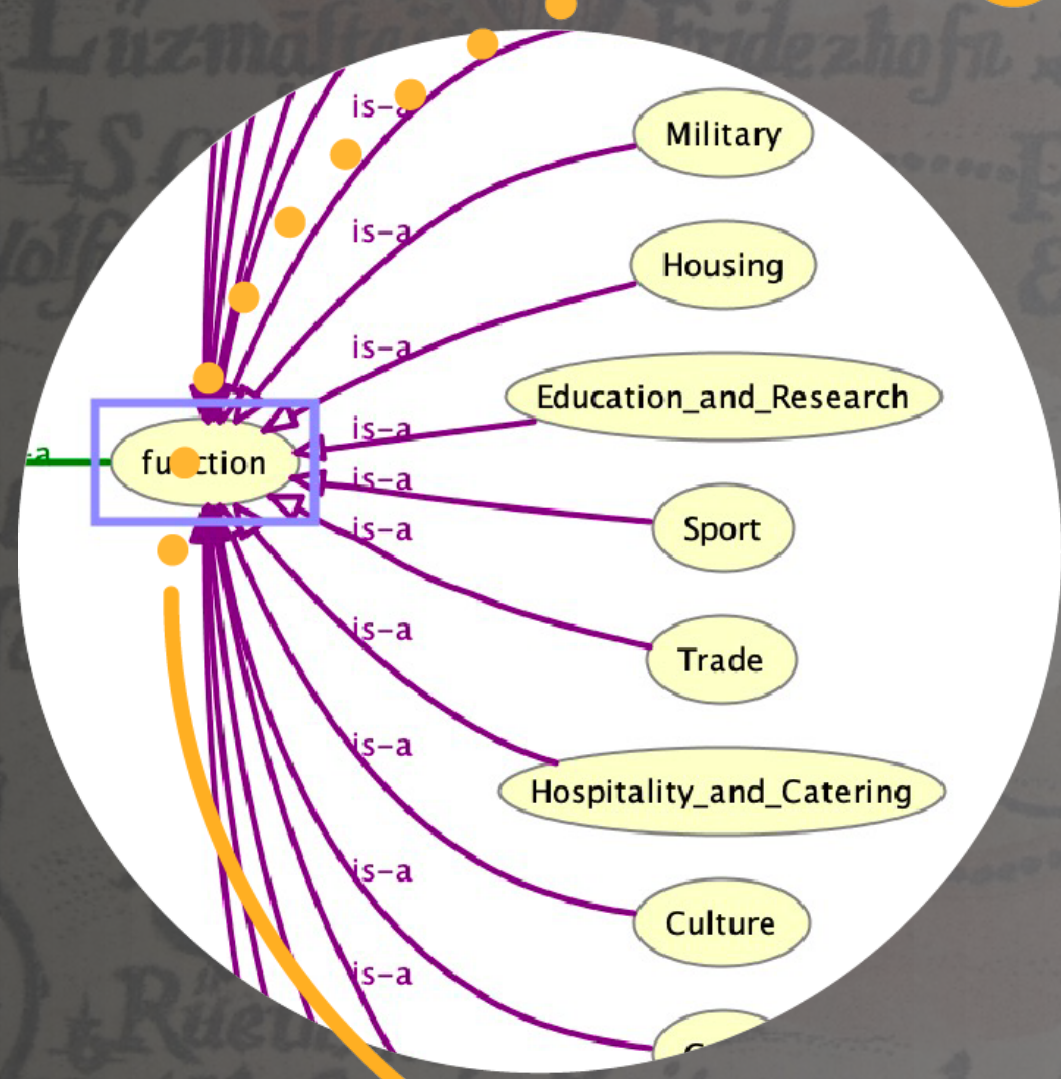 is-a
Military
is-a
Housing
is-a
Education_and_Research
is-a
function
is-a
Sport
is-a
Trade
is-a
Hospitality_and_Catering
is-a
Culture
is-a
is-a